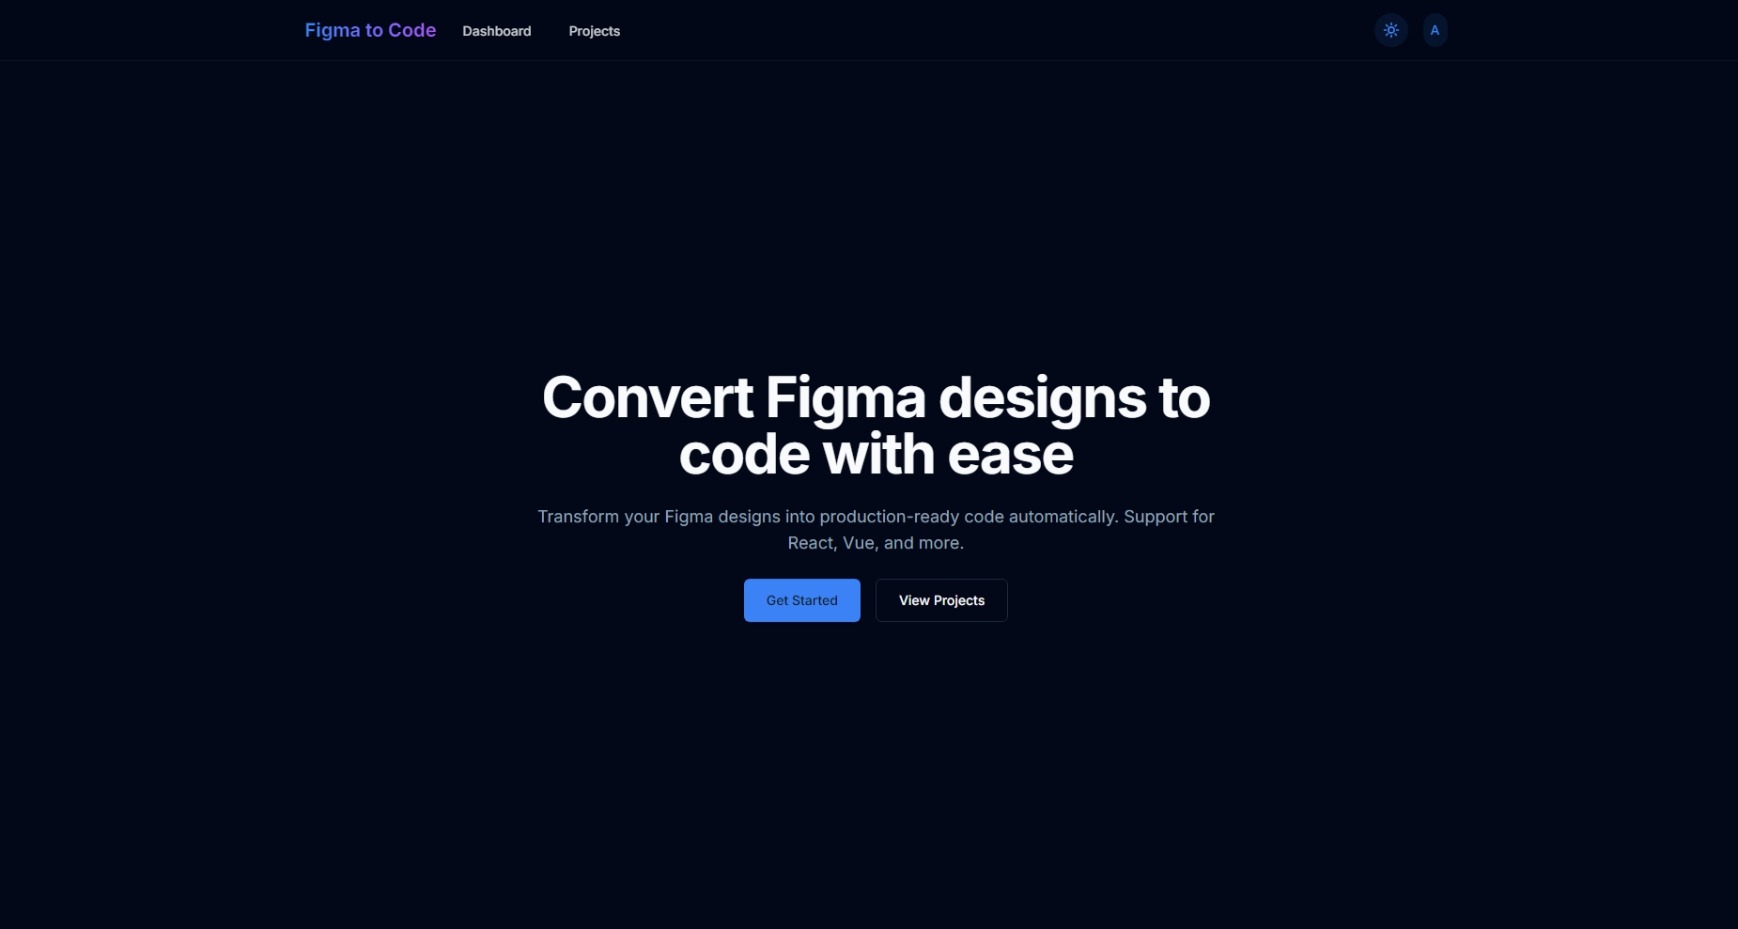 Figma to Code
Dashboard
Projects
A
Convert Figma designs to
code with ease
Transform your Figma designs into production-ready code automatically. Support for
React, Vue, and more.
Get Started
View Projects